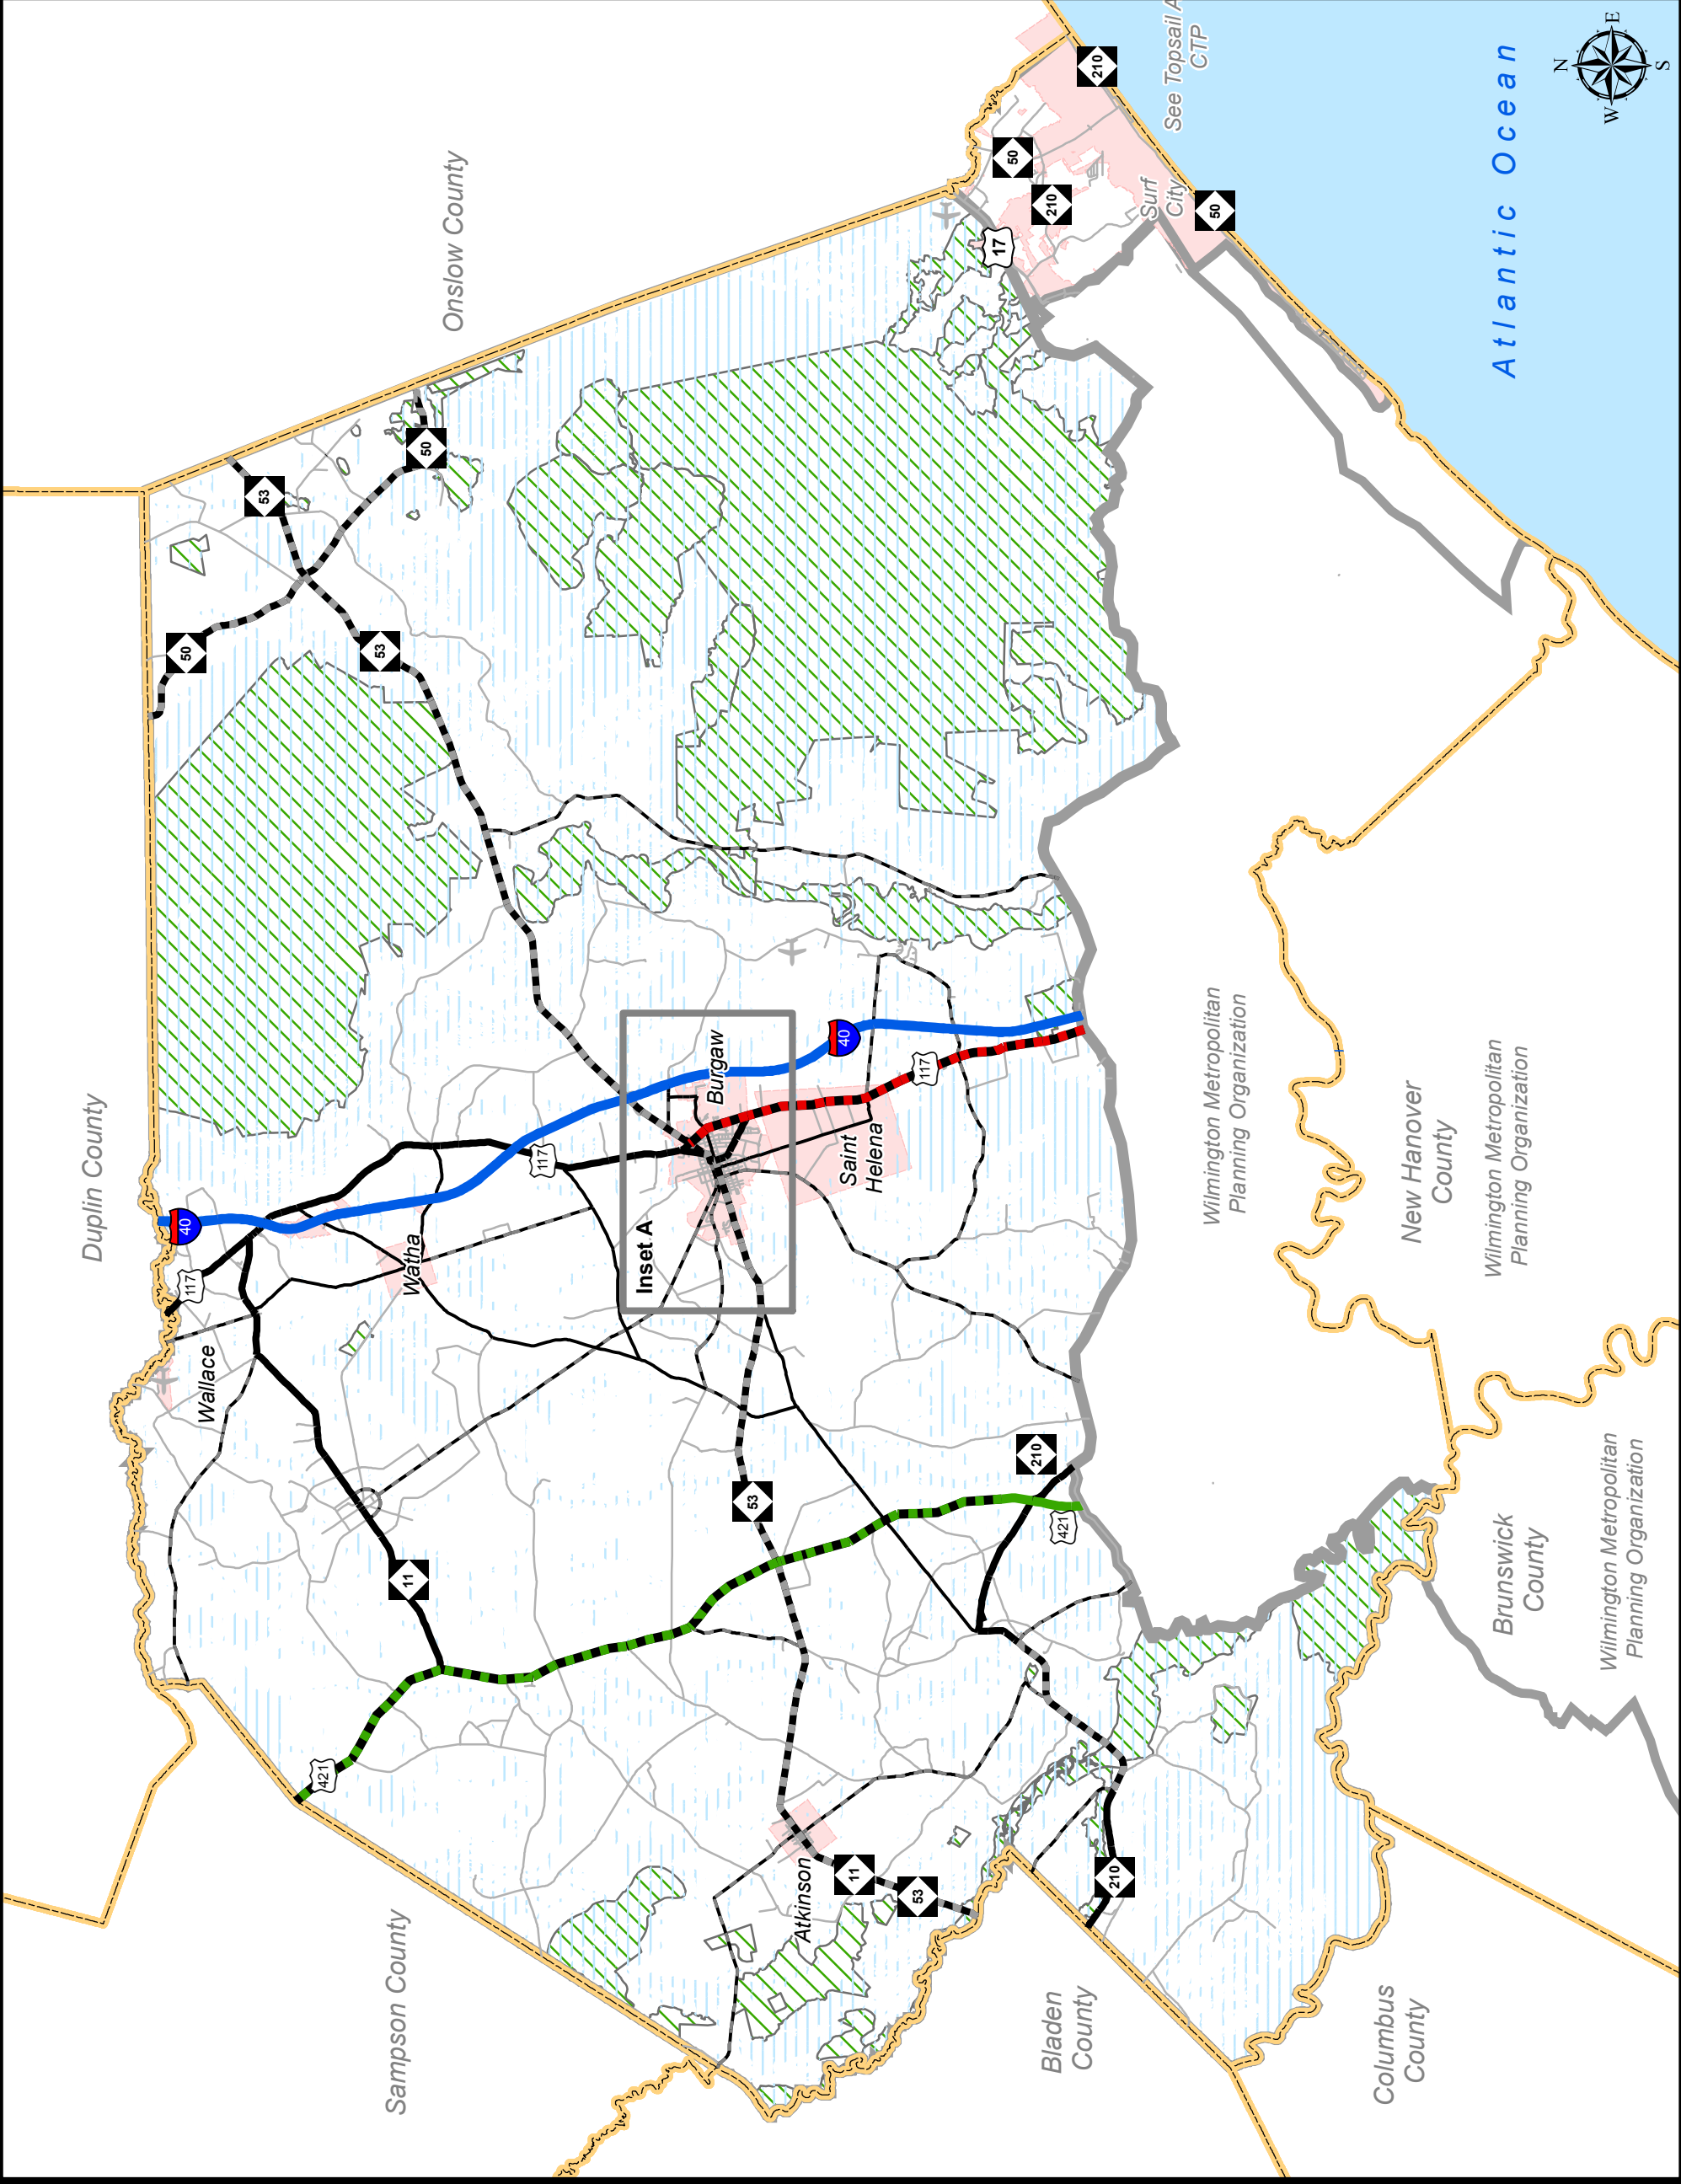 Duplin County
Onslow County
Sampson County
Bladen
County
Columbus
County
Brunswick
County
New Hanover
County
Wilmington Metropolitan
Planning Organization
Wilmington Metropolitan
Planning Organization
Wilmington Metropolitan
Planning Organization
Atlantic Ocean
See Topsail A
CTP
Surf
City
Wallace
Watha
Inset A
Burgaw
Saint
Helena
Atkinson
N
E
S
W
40
40
117
117
117
421
421
17
11
11
53
53
53
53
50
50
50
50
210
210
210
210